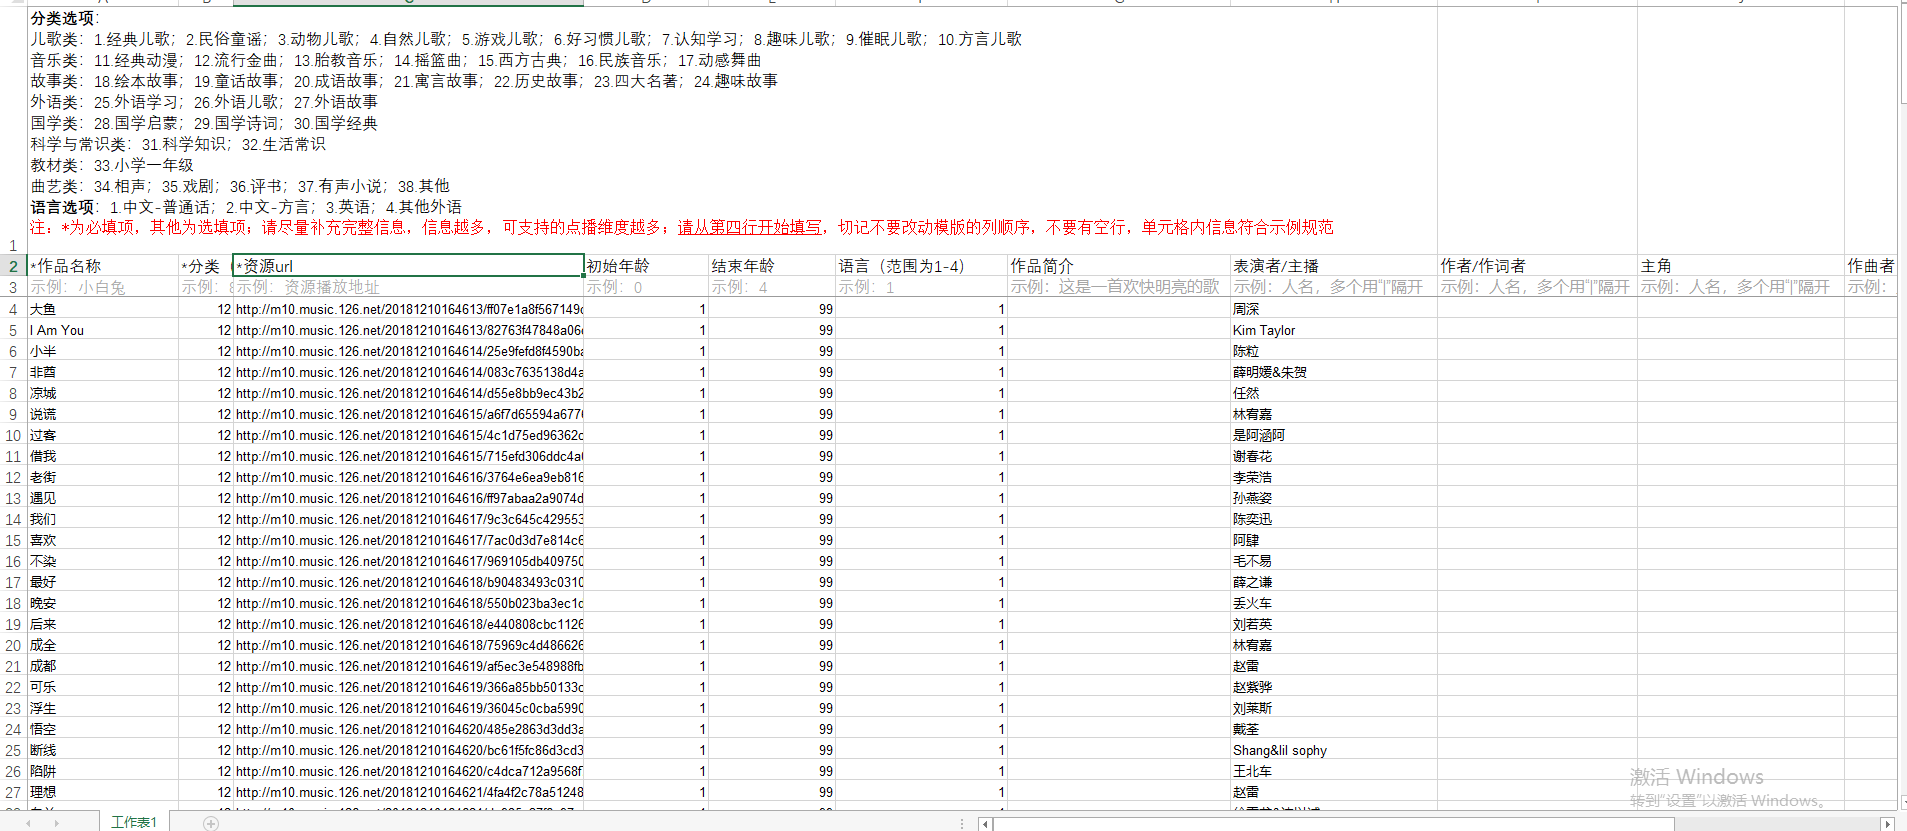 分类选项：
儿歌类：1.经典儿歌；2.民俗童谣；3.动物儿歌；4.自然儿歌；5.游戏儿歌；6.好习惯儿歌；7.认知学习；8.趣味儿歌；9.催眠儿歌；10.方言儿歌
音乐类：11.经典动漫；12.流行金曲；13.胎教音乐；14.摇篮曲；15.西方古典；16.民族音乐；17.动感舞曲
故事类：18.绘本故事；19.童话故事；20.成语故事；21.寓言故事；22.历史故事；23.四大名著；24.趣味故事
外语类：25.外语学习；26.外语儿歌；27.外语故事
国学类：28.国学启蒙；29.国学诗词；30.国学经典
科学与常识类：31.科学知识；32.生活常识
教材类：33.小学一年级
曲艺类：34.相声；35.戏剧；36.评书；37.有声小说；38.其他
语言选项：1.中文-普通话；2.中文-方言；3.英语；4.其他外语
注：*为必填项，其他为选填项；请尽量补充完整信息，信息越多，可支持的点播维度越多；请从第四行开始填写，切记不要改动模版的列顺序，不要有空行，单元格内信息符合示例规范
1
2 *作品名称 *分类 *资源url 初始年龄 结束年龄 语言（范围为1-4） 作品简介 表演者/主播 作者/作词者 主角 作曲者
3 示例：小白兔 示例： 示例：资源播放地址 示例：0 示例：4 示例：1 示例：这是一首欢快明亮的歌 示例：人名，多个用“|”隔开 示例：人名，多个用“|”隔开 示例：人名，多个用“|”隔开 示例：
4 大鱼 12 http://m10.music.126.net/20181210164613/ff07e1a8f567149c 1 99 1 周深
5 I Am You 12 http://m10.music.126.net/20181210164613/82763f47848a06 1 99 1 Kim Taylor
6 小半 12 http://m10.music.126.net/20181210164614/25e9fefd8f4590ba 1 99 1 陈粒
7 非酋 12 http://m10.music.126.net/20181210164614/083c7635138d4a 1 99 1 薛明媛&朱贺
8 凉城 12 http://m10.music.126.net/20181210164614/d55e8bb9ec43b2 1 99 1 任然
9 说谎 12 http://m10.music.126.net/20181210164615/a6f7d65594a677 1 99 1 林宥嘉
10 过客 12 http://m10.music.126.net/20181210164615/4c1d75ed96362c 1 99 1 是阿涵阿
11 借我 12 http://m10.music.126.net/20181210164615/715efd306ddc4a 1 99 1 谢春花
12 老街 12 http://m10.music.126.net/20181210164616/3764e6ea9eb816 1 99 1 李荣浩
13 遇见 12 http://m10.music.126.net/20181210164616/ff97abaa2a9074d 1 99 1 孙燕姿
14 我们 12 http://m10.music.126.net/20181210164617/9c3c645c429553 1 99 1 陈奕迅
15 喜欢 12 http://m10.music.126.net/20181210164617/7ac0d3d7e814c6 1 99 1 阿肆
16 不染 12 http://m10.music.126.net/20181210164617/969105db409750 1 99 1 毛不易
17 最好 12 http://m10.music.126.net/20181210164618/b90483493c0310 1 99 1 薛之谦
18 晚安 12 http://m10.music.126.net/20181210164618/550b023ba3ec1c 1 99 1 丢火车
19 后来 12 http://m10.music.126.net/20181210164618/e440808cbc1126 1 99 1 刘若英
20 成全 12 http://m10.music.126.net/20181210164618/75969c4d486626 1 99 1 林宥嘉
21 成都 12 http://m10.music.126.net/20181210164619/af5ec3e548988fb 1 99 1 赵雷
22 可乐 12 http://m10.music.126.net/20181210164619/366a85bb50133c 1 99 1 赵紫骅
23 浮生 12 http://m10.music.126.net/20181210164619/36045c0cba5990 1 99 1 刘莱斯
24 悟空 12 http://m10.music.126.net/20181210164620/485e2863d3dd3a 1 99 1 戴荃
25 断线 12 http://m10.music.126.net/20181210164620/bc61f5fc86d3cd3 1 99 1 Shang&lil sophy
26 陷阱 12 http://m10.music.126.net/20181210164620/c4dca712a9568f 1 99 1 王北车
27 理想 12 http://m10.music.126.net/20181210164621/4fa4f2c78a51248 1 99 1 赵雷
激活 Windows
转到“设置”以激活 Windows。
工作表1